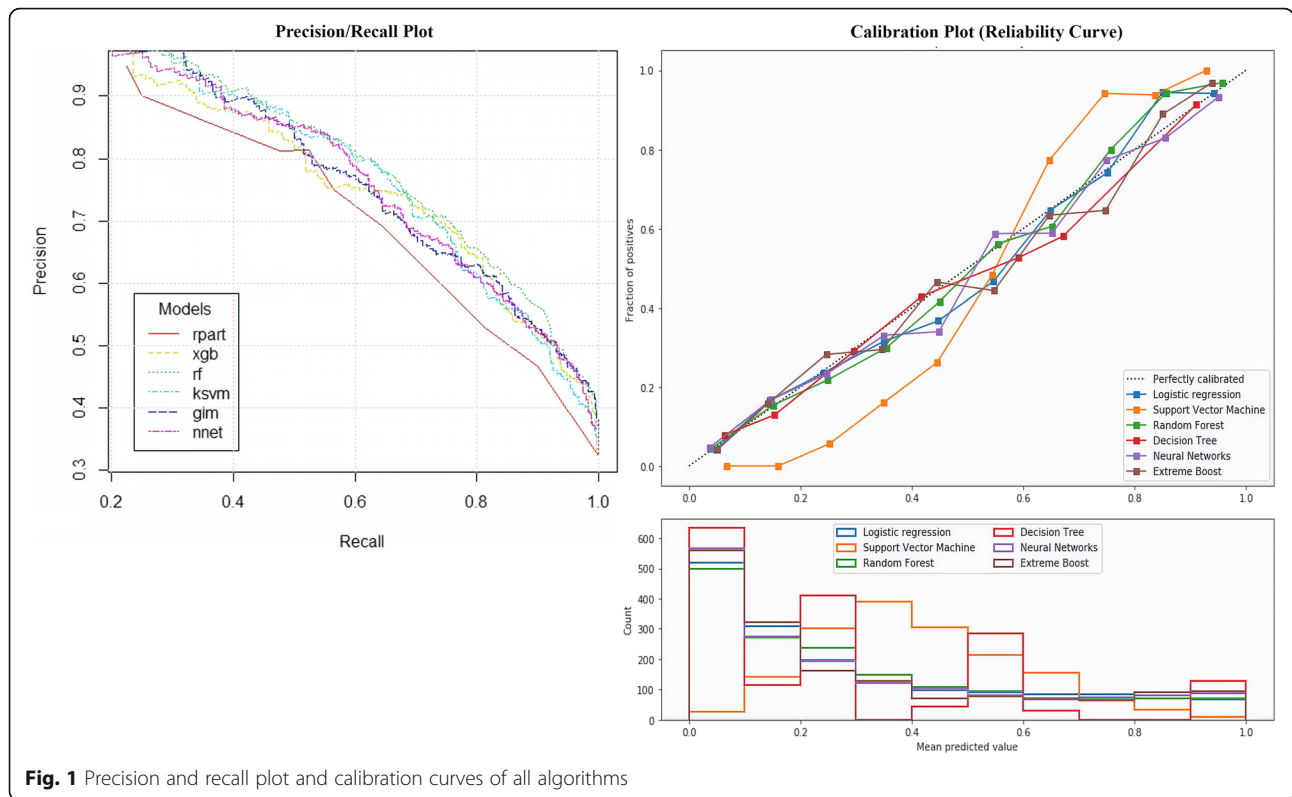 Precision/Recall Plot
Precision
0.9
0.8
0.7
0.6
0.5
0.4
0.3
Models
rpart
xgb
rf
ksvm
gim
nnet
0.2 0.4 0.6 0.8 1.0
Recall
Calibration Plot (Reliability Curve)
Fraction of positives
1.0
0.8
0.6
0.4
0.2
0.0
Perfectly calibrated
Logistic regression
Support Vector Machine
Random Forest
Decision Tree
Neural Networks
Extreme Boost
0.0 0.2 0.4 0.6 0.8 1.0
Count
600
500
400
300
200
100
0
Logistic regression
Support Vector Machine
Random Forest
Decision Tree
Neural Networks
Extreme Boost
0.0 0.2 0.4 0.6 0.8 1.0
Mean predicted value
Fig. 1 Precision and recall plot and calibration curves of all algorithms